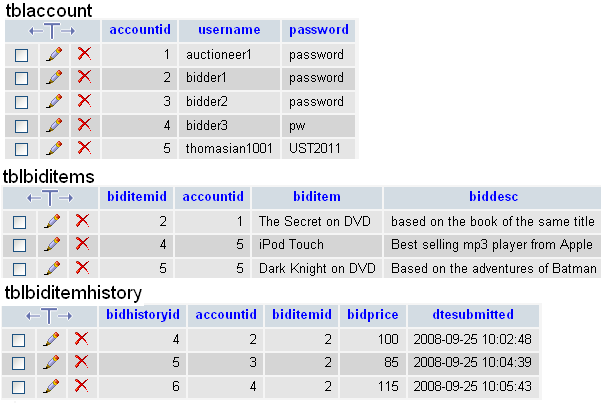 tblaccount
accountid username password
1 auctioneer1 password
2 bidder1 password
3 bidder2 password
4 bidder3 pw
5 thomasian1001 UST2011
tblbiditems
biditemid accountid biditem biddesc
2 1 The Secret on DVD based on the book of the same title
4 5 iPod Touch Best selling mp3 player from Apple
5 5 Dark Knight on DVD Based on the adventures of Batman
tblbiditemhistory
bidhistoryid accountid biditemid bidprice dtesubmitted
4 2 2 100 2008-09-25 10:02:48
5 3 2 85 2008-09-25 10:04:39
6 4 2 115 2008-09-25 10:05:43